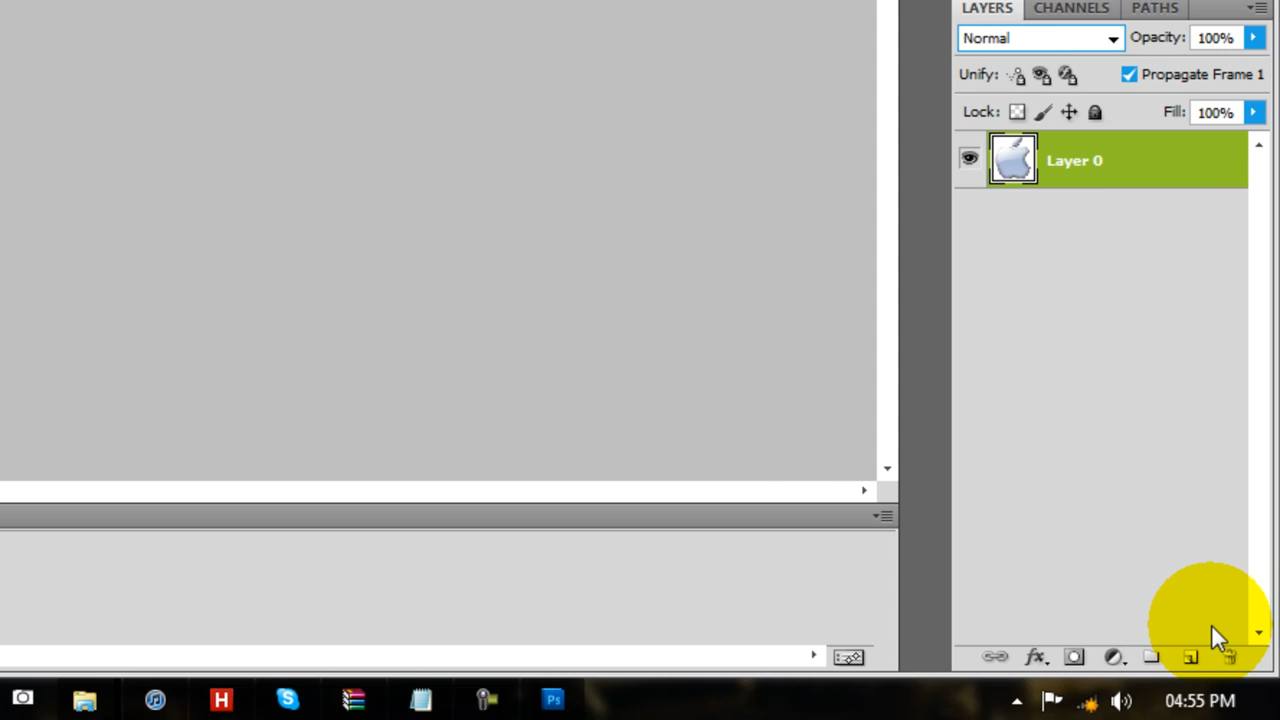 LAYERS CHANNELS PATHS
Normal Opacity: 100%
Unify: Propagate Frame 1
Lock: Fill: 100%
Layer 0
fx
H
Ps
04:55 PM